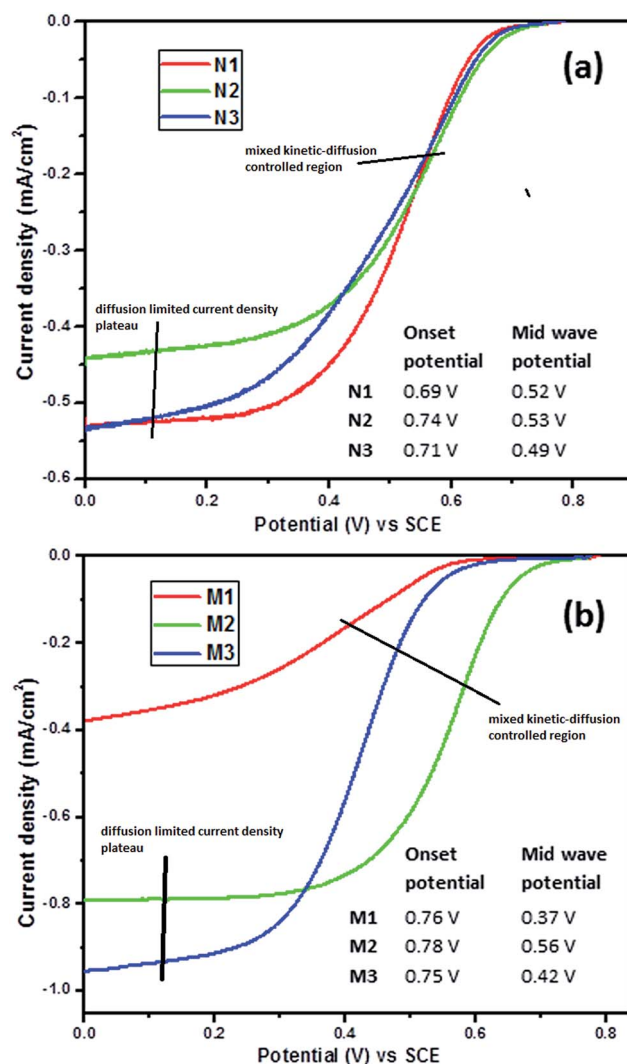 0.0
-0.1
-0.2
-0.3
-0.4
-0.5
-0.6
Current density (mA/cm²)
N1
N2
N3
(a)
mixed kinetic-diffusion
controlled region
diffusion limited current density
plateau
Onset Mid wave
potential potential
N1 0.69 V 0.52 V
N2 0.74 V 0.53 V
N3 0.71 V 0.49 V
0.0 0.2 0.4 0.6 0.8
Potential (V) vs SCE
0.0
-0.2
-0.4
-0.6
-0.8
-1.0
Current density (mA/cm²)
M1
M2
M3
(b)
mixed kinetic-diffusion
controlled region
diffusion limited current density
plateau
Onset Mid wave
potential potential
M1 0.76 V 0.37 V
M2 0.78 V 0.56 V
M3 0.75 V 0.42 V
0.0 0.2 0.4 0.6 0.8
Potential (V) vs SCE